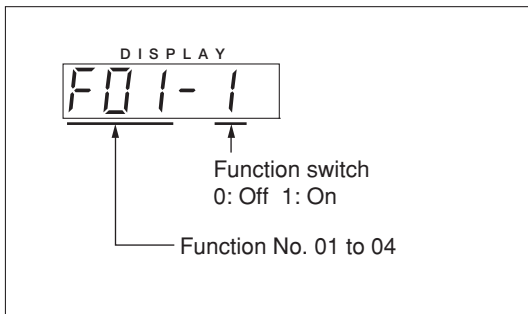 DISPLAY
F01-1
Function switch
0: Off 1: On
Function No. 01 to 04